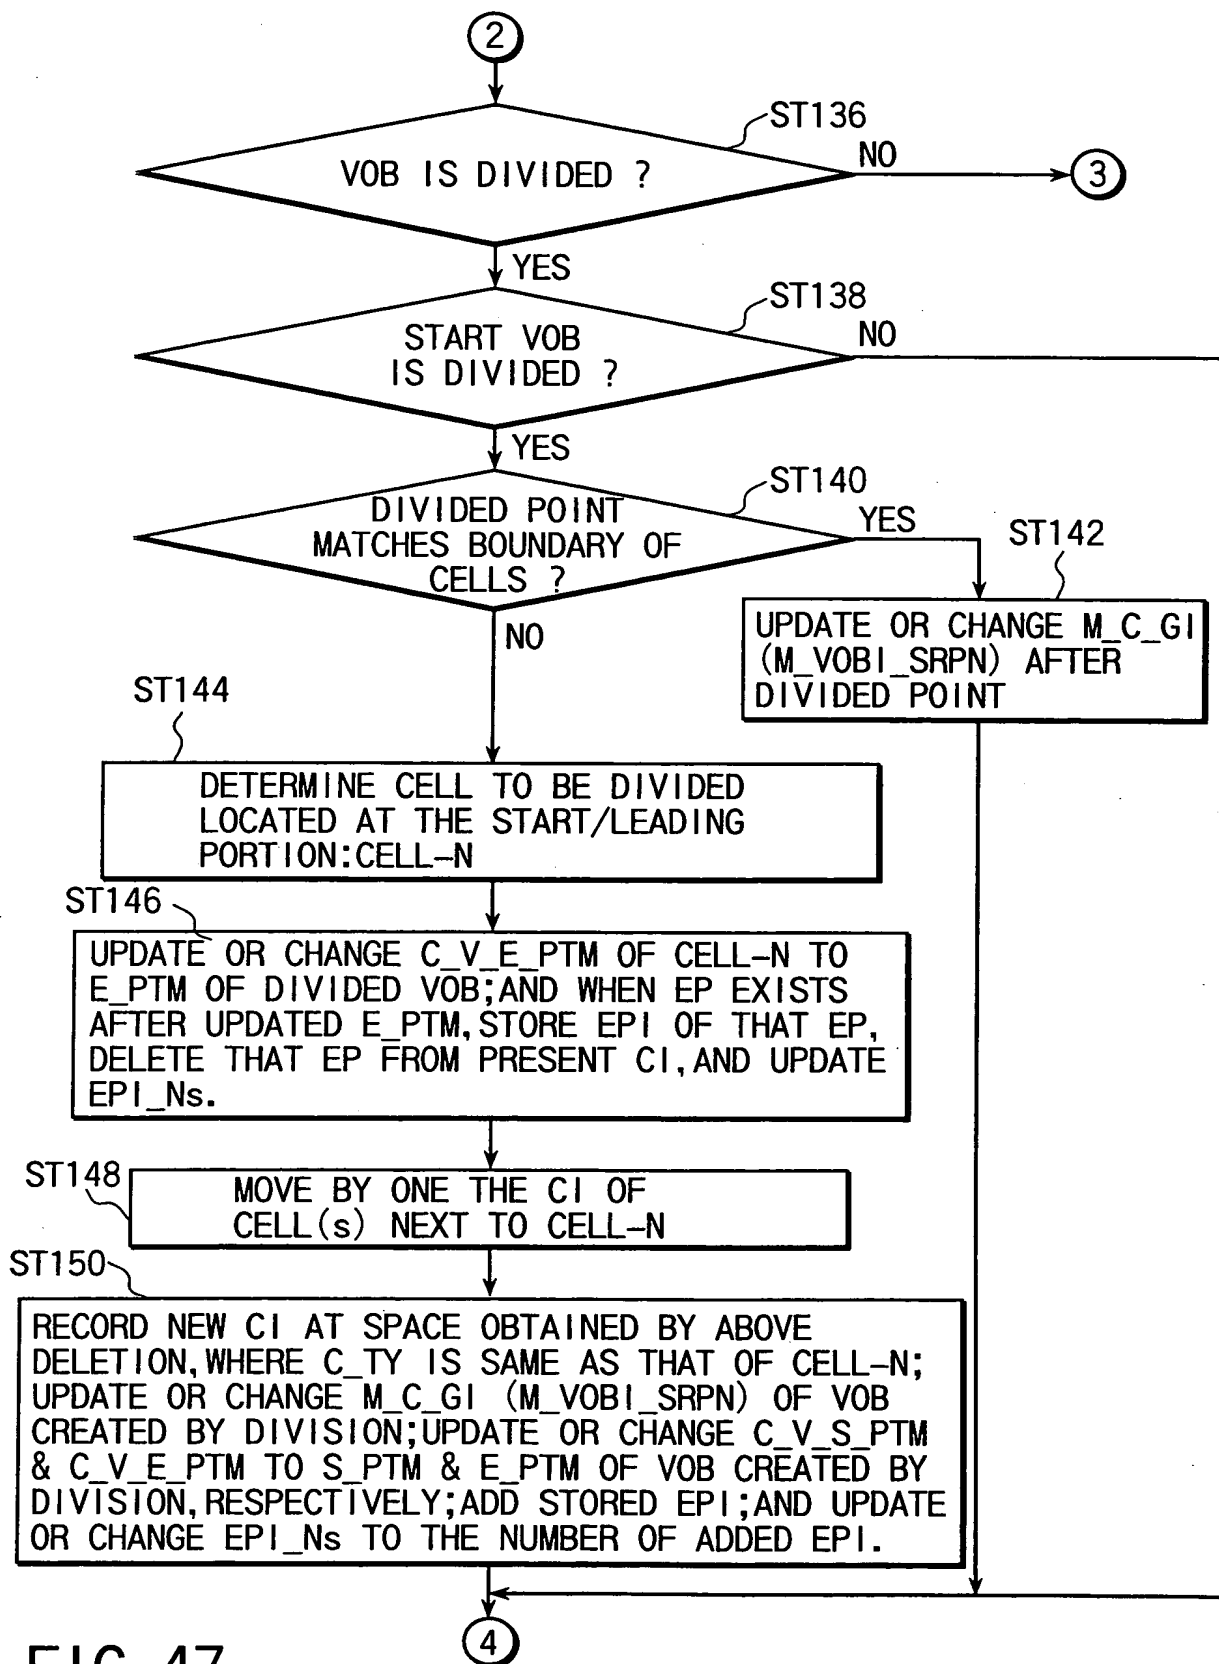 2
ST136
VOB IS DIVIDED ?
NO
3
YES
ST138
START VOB
IS DIVIDED ?
NO
YES
ST140
DIVIDED POINT
MATCHES BOUNDARY OF
CELLS ?
YES
ST142
NO
UPDATE OR CHANGE M_C_GI
(M_VOBI_SRPN) AFTER
DIVIDED POINT
ST144
DETERMINE CELL TO BE DIVIDED
LOCATED AT THE START/LEADING
PORTION:CELL-N
ST146
UPDATE OR CHANGE C_V_E_PTM OF CELL-N TO
E_PTM OF DIVIDED VOB;AND WHEN EP EXISTS
AFTER UPDATED E_PTM,STORE EPI OF THAT EP,
DELETE THAT EP FROM PRESENT CI,AND UPDATE
EPI_Ns.
ST148
MOVE BY ONE THE CI OF
CELL(s) NEXT TO CELL-N
ST150
RECORD NEW CI AT SPACE OBTAINED BY ABOVE
DELETION,WHERE C_TY IS SAME AS THAT OF CELL-N;
UPDATE OR CHANGE M_C_GI (M_VOBI_SRPN) OF VOB
CREATED BY DIVISION;UPDATE OR CHANGE C_V_S_PTM
& C_V_E_PTM TO S_PTM & E_PTM OF VOB CREATED BY
DIVISION,RESPECTIVELY;ADD STORED EPI;AND UPDATE
OR CHANGE EPI_Ns TO THE NUMBER OF ADDED EPI.
4
FIG. 47